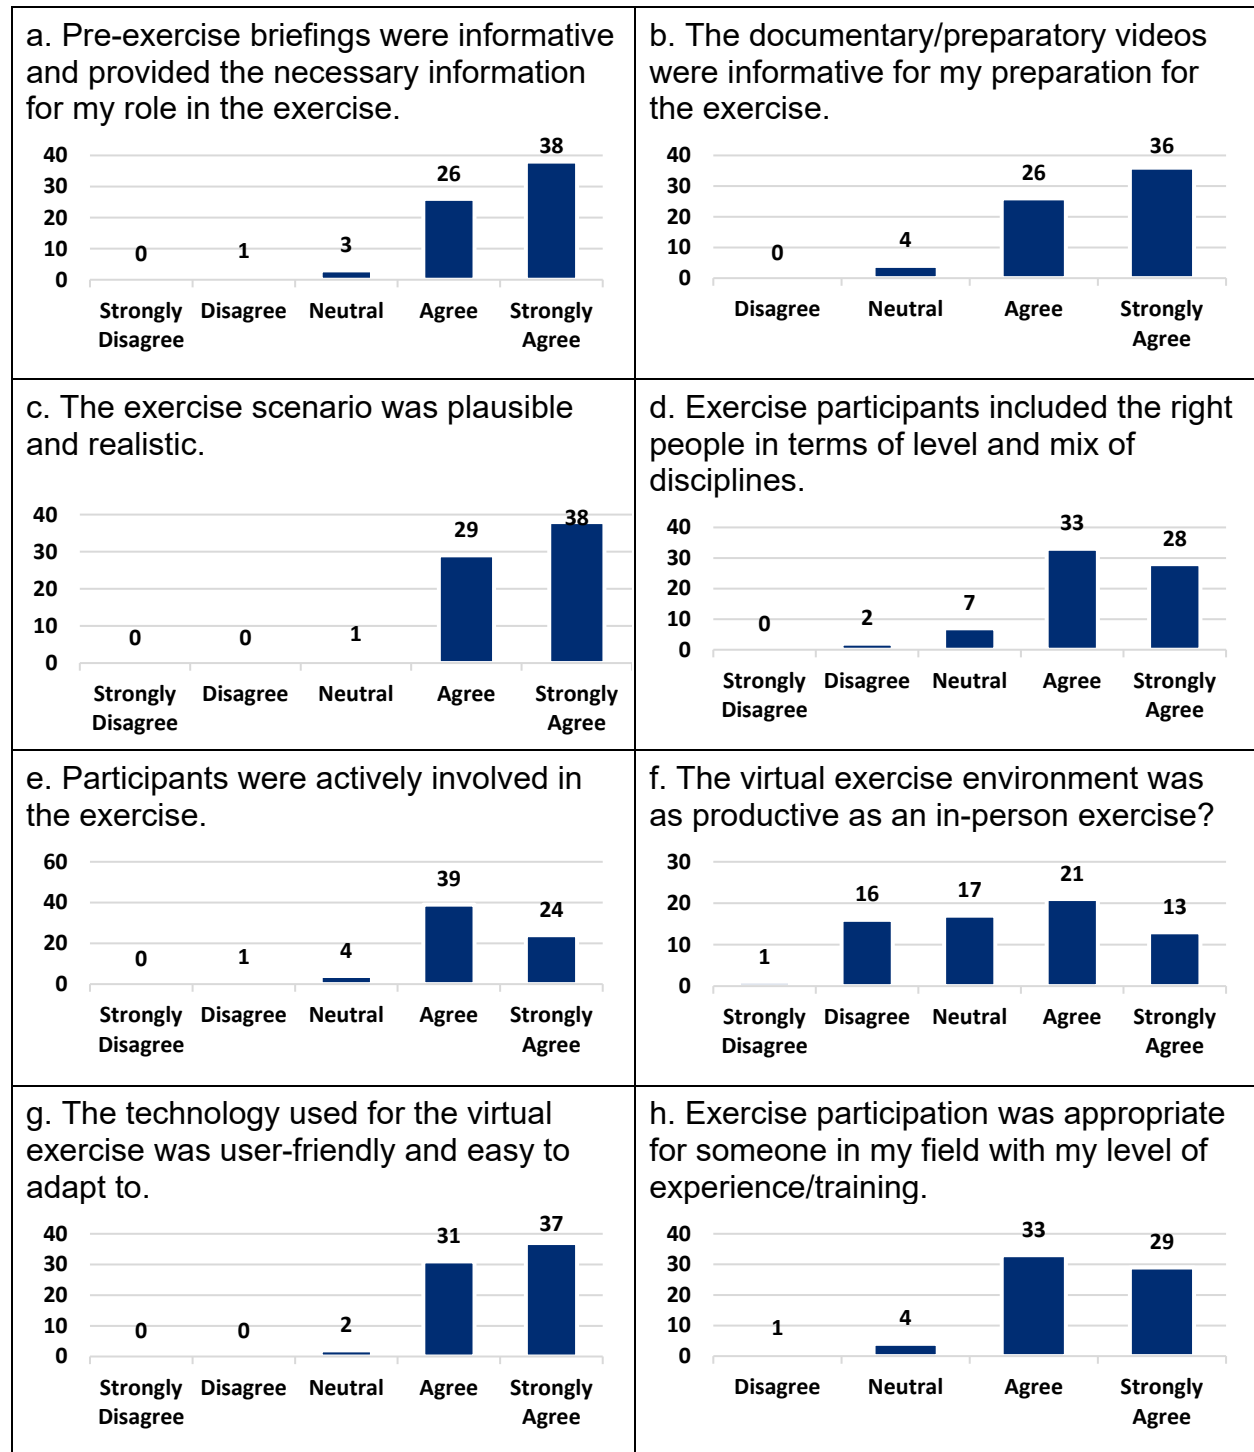 a. Pre-exercise briefings were informative
and provided the necessary information
for my role in the exercise.
38
40
26
30
20
10
0
1
3
0
Strongly Disagree Neutral Agree Strongly
Disagree Agree
b. The documentary/preparatory videos
were informative for my preparation for
the exercise.
36
40
26
30
20
10
0
4
0
Disagree Neutral Agree Strongly
Agree
c. The exercise scenario was plausible
and realistic.
40
38
29
30
20
10
0
0
1
0
Strongly Disagree Neutral Agree Strongly
Disagree Agree
d. Exercise participants included the right
people in terms of level and mix of
disciplines.
33
40
28
30
20
10
0
2
7
0
Strongly Disagree Neutral Agree Strongly
Disagree Agree
e. Participants were actively involved in
the exercise.
60
39
40
24
20
0
1
4
0
Strongly Disagree Neutral Agree Strongly
Disagree Agree
f. The virtual exercise environment was
as productive as an in-person exercise?
30
21
16
17
13
20
10
1
0
Strongly Disagree Neutral Agree Strongly
Disagree Agree
g. The technology used for the virtual
exercise was user-friendly and easy to
adapt to.
37
40
31
30
20
10
0
0
2
0
Strongly Disagree Neutral Agree Strongly
Disagree Agree
h. Exercise participation was appropriate
for someone in my field with my level of
experience/training.
33
40
29
30
20
10
1
4
0
Disagree Neutral Agree Strongly
Agree